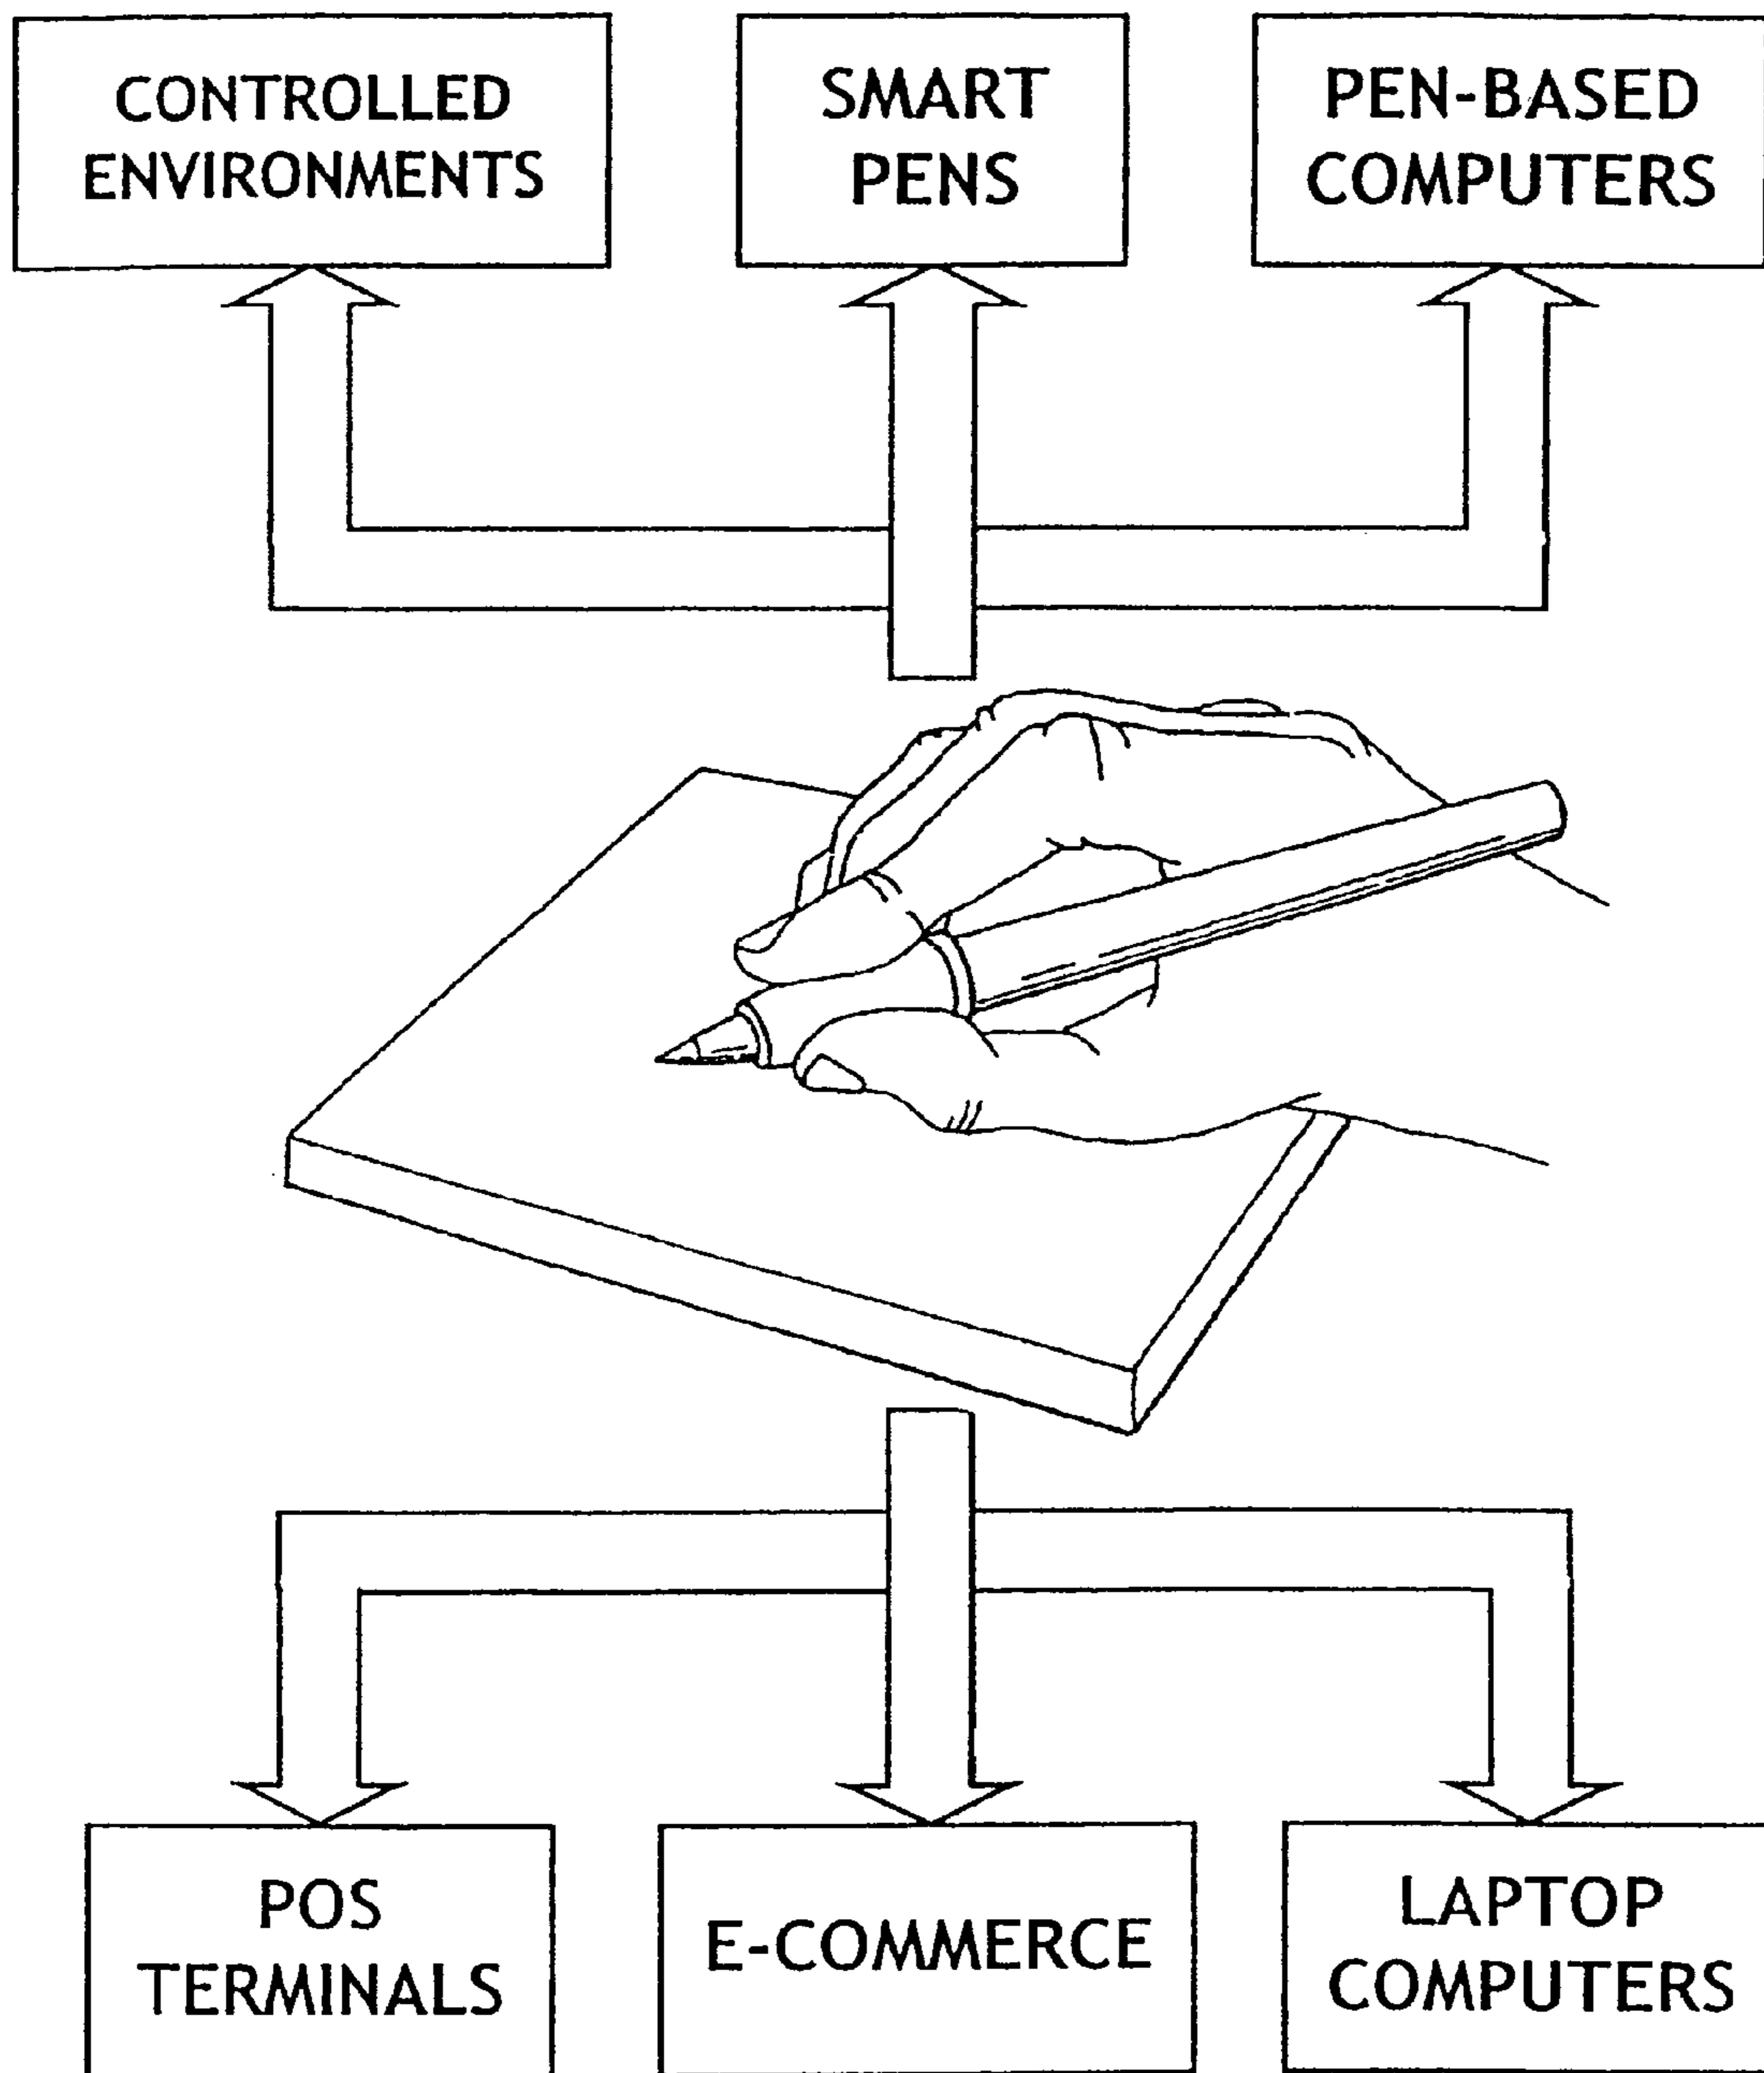 CONTROLLED
ENVIRONMENTS
SMART
PENS
PEN-BASED
COMPUTERS
POS
TERMINALS
E-COMMERCE
LAPTOP
COMPUTERS